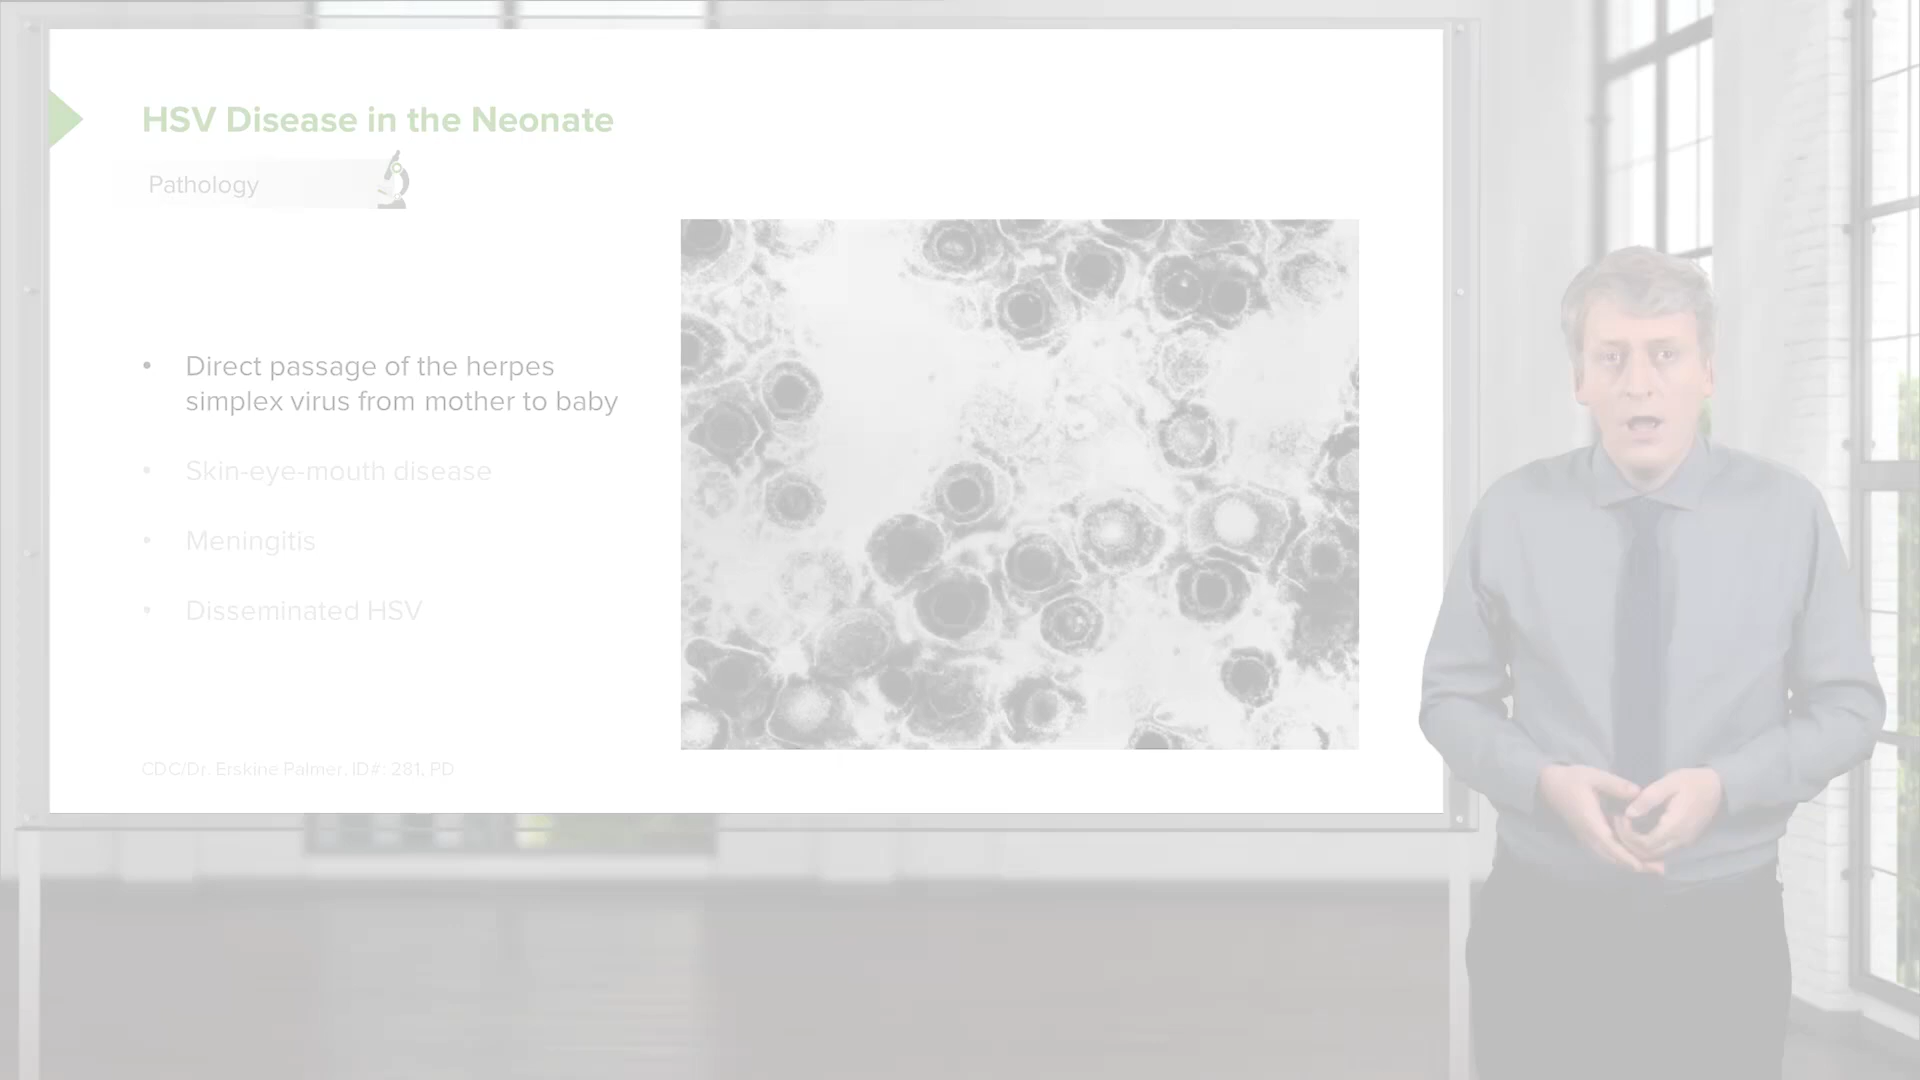 HSV Disease in the Neonate
Pathology
• Direct passage of the herpes
simplex virus from mother to baby
• Skin-eye-mouth disease
• Meningitis
• Disseminated HSV
CDC/Dr. Erskine Palmer, ID#: 281, PD